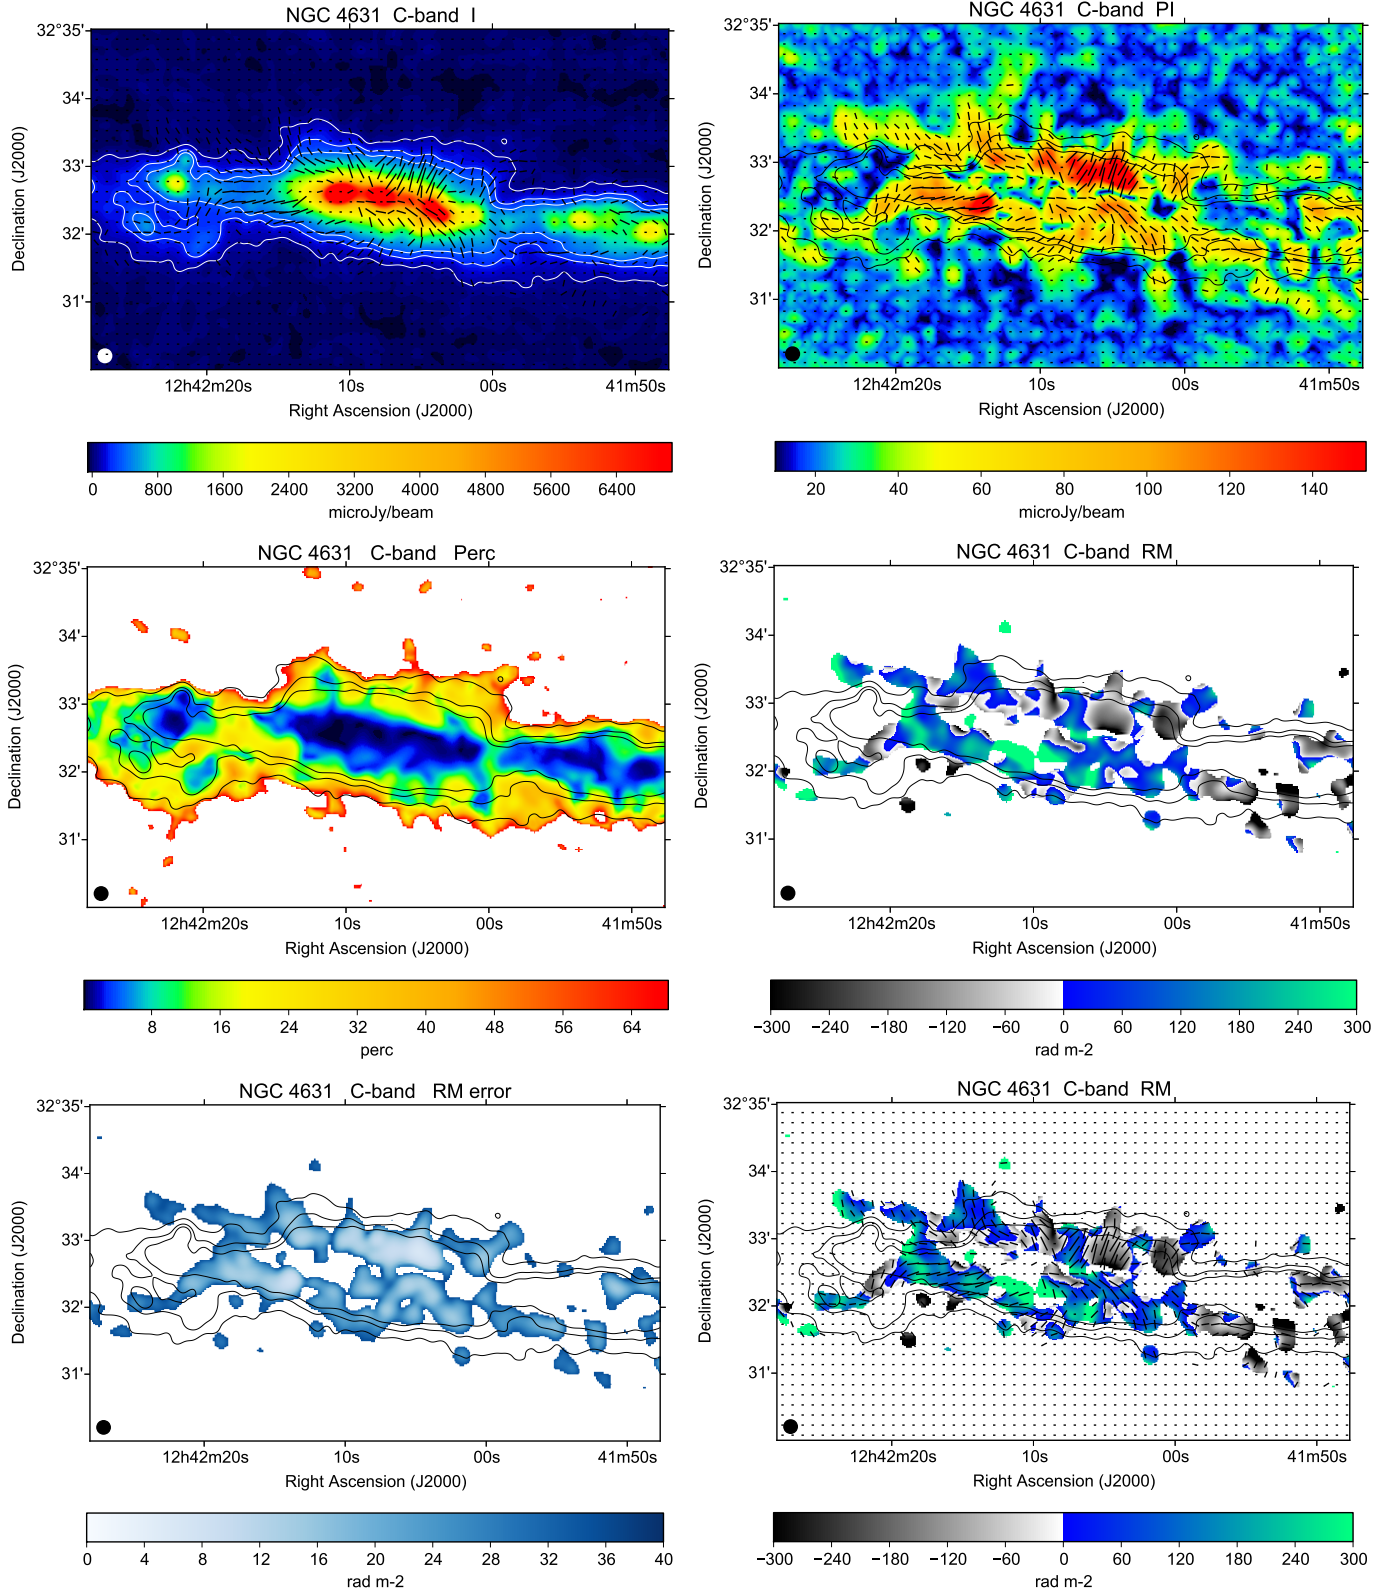 NGC 4631 C-band I
32°35'
34'
33'
32'
31'
Declination (J2000)
12h42m20s 10s 00s 41m50s
Right Ascension (J2000)
0 800 1600 2400 3200 4000 4800 5600 6400
microJy/beam
NGC 4631 C-band PI
32°35'
34'
33'
32'
31'
Declination (J2000)
12h42m20s 10s 00s 41m50s
Right Ascension (J2000)
20 40 60 80 100 120 140
microJy/beam
NGC 4631 C-band Perc
32°35'
34'
33'
32'
31'
Declination (J2000)
12h42m20s 10s 00s 41m50s
Right Ascension (J2000)
8 16 24 32 40 48 56 64
perc
NGC 4631 C-band RM
32°35'
34'
33'
32'
31'
Declination (J2000)
12h42m20s 10s 00s 41m50s
Right Ascension (J2000)
−300 −240 −180 −120 −60 0 60 120 180 240 300
rad m-2
NGC 4631 C-band RM error
32°35'
34'
33'
32'
31'
Declination (J2000)
12h42m20s 10s 00s 41m50s
Right Ascension (J2000)
0 4 8 12 16 20 24 28 32 36 40
rad m-2
NGC 4631 C-band RM
32°35'
34'
33'
32'
31'
Declination (J2000)
12h42m20s 10s 00s 41m50s
Right Ascension (J2000)
−300 −240 −180 −120 −60 0 60 120 180 240 300
rad m-2